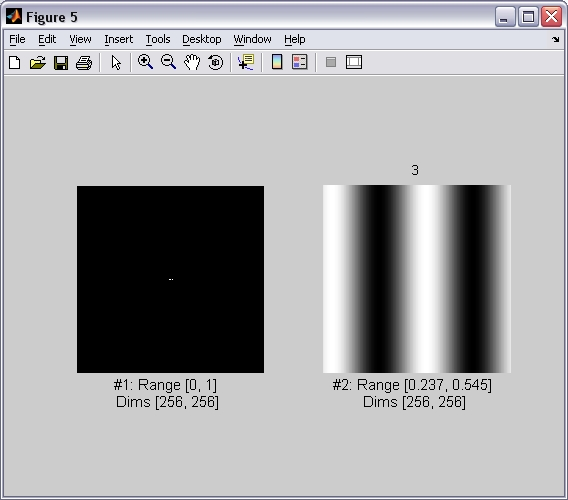 Figure 5
File Edit View Insert Tools Desktop Window Help
3
#1: Range [0, 1]
Dims [256, 256]
#2: Range [0.237, 0.545]
Dims [256, 256]